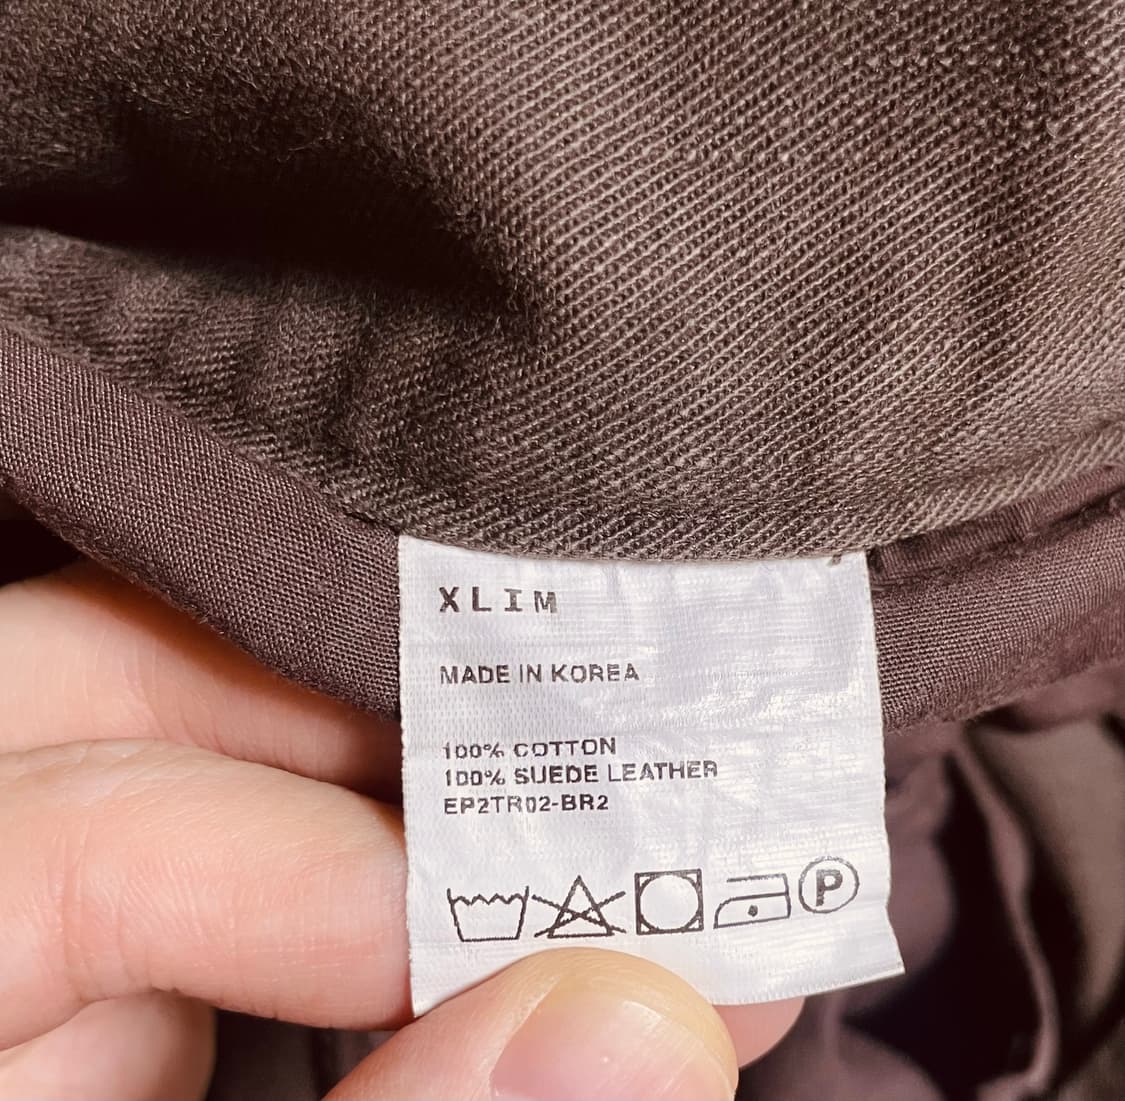 XLIM
MADE IN KOREA
100% COTTON
100% SUEDE LEATHER
EP2TR02-BR2
P